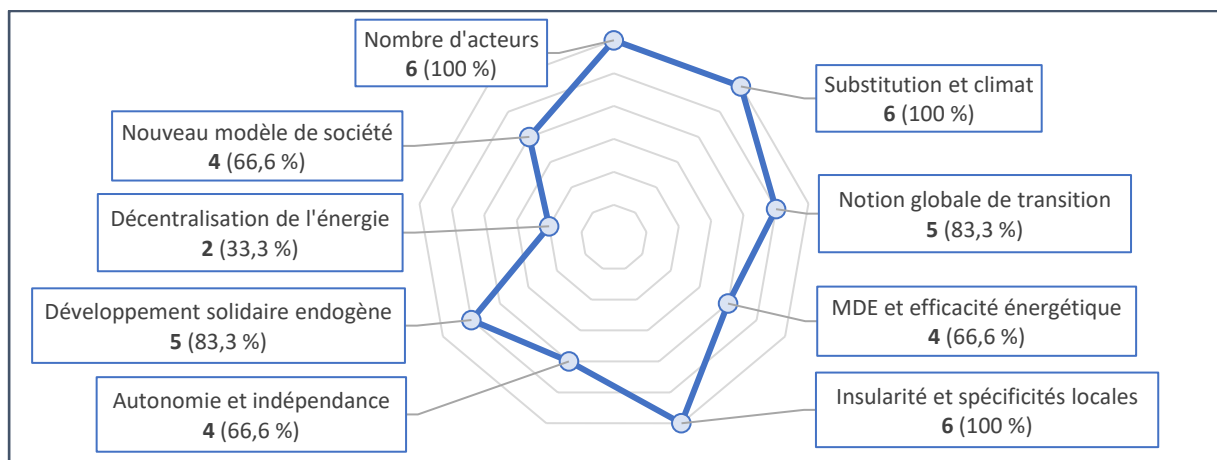 Nombre d'acteurs
6 (100 %)
Substitution et climat
6 (100 %)
Notion globale de transition
5 (83,3 %)
MDE et efficacité énergétique
4 (66,6 %)
Insularité et spécificités locales
6 (100 %)
Autonomie et indépendance
4 (66,6 %)
Développement solidaire endogène
5 (83,3 %)
Décentralisation de l'énergie
2 (33,3 %)
Nouveau modèle de société
4 (66,6 %)